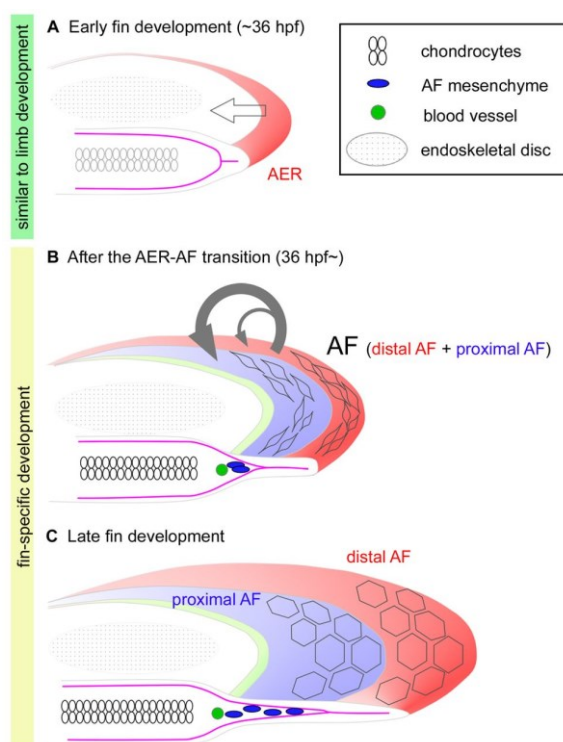 A Early fin development (~36 hpf)
chondrocytes
AF mesenchyme
blood vessel
endoskeletal disc
AER
similar to limb development
B After the AER-AF transition (36 hpf~)
AF (distal AF + proximal AF)
fin-specific development
C Late fin development
distal AF
proximal AF